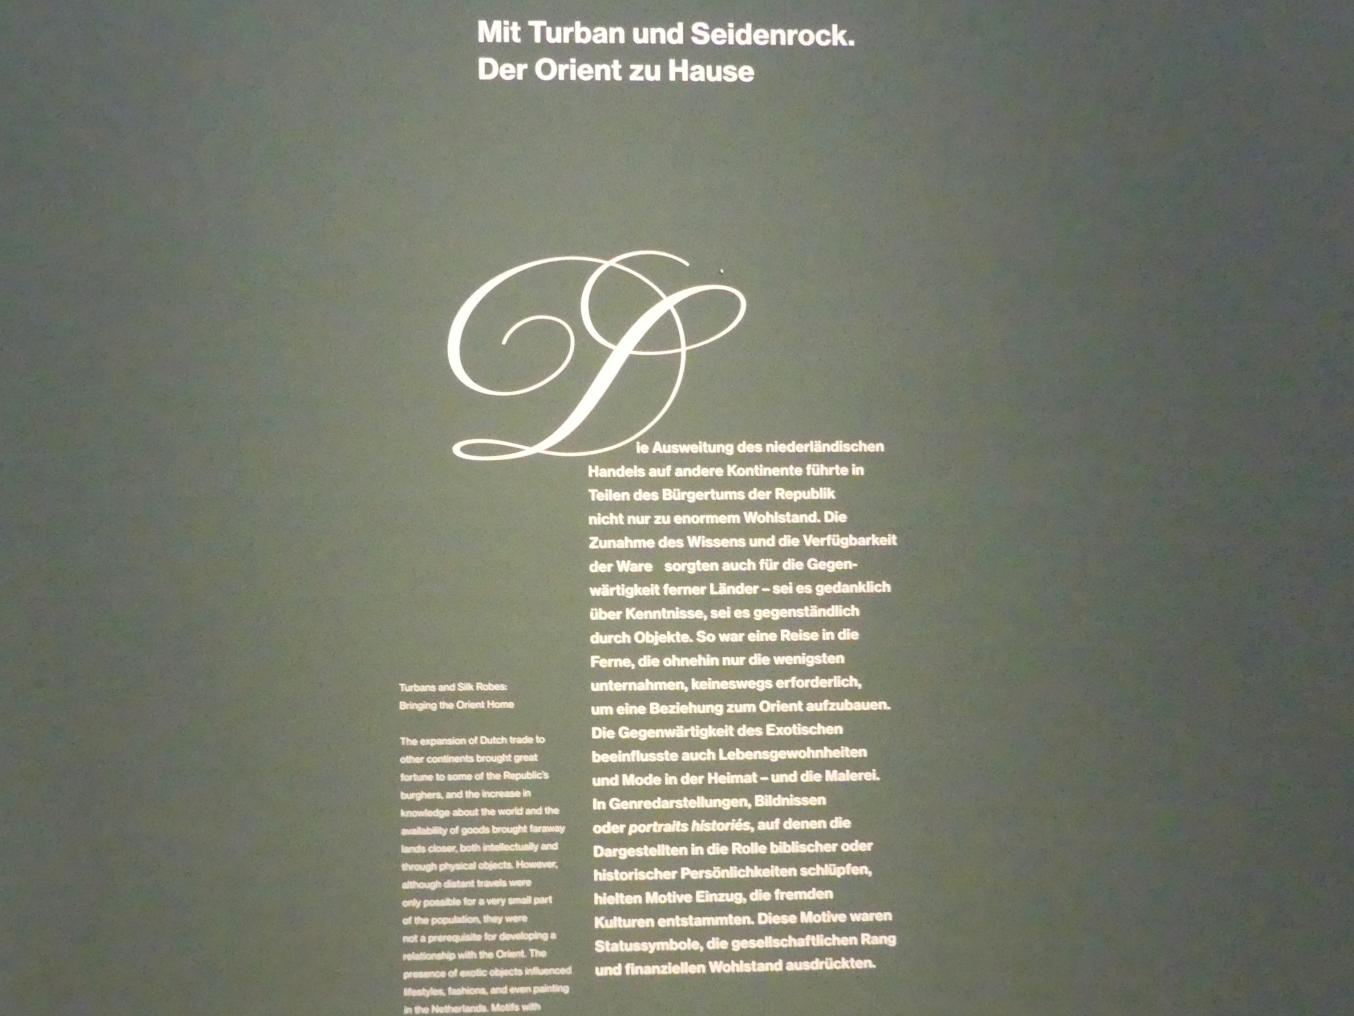 Mit Turban und Seidenrock.
Der Orient zu Hause
Die Ausweitung des niederländischen
Handels auf andere Kontinente führte in
Teilen des Bürgertums der Republik
nicht nur zu enormem Wohlstand. Die
Zunahme des Wissens und die Verfügbarkeit
der Ware sorgten auch für die Gegen-
wärtigkeit ferner Länder – sei es gedanklich
über Kenntnisse, sei es gegenständlich
durch Objekte. So war eine Reise in die
Ferne, die ohnehin nur die wenigsten
unternahmen, keineswegs erforderlich,
um eine Beziehung zum Orient aufzubauen.
Die Gegenwärtigkeit des Exotischen
beeinflusste auch Lebensgewohnheiten
und Mode in der Heimat – und die Malerei.
In Genredarstellungen, Bildnissen
oder portraits historiés, auf denen die
Dargestellten in die Rolle biblischer oder
historischer Persönlichkeiten schlüpfen,
hielten Motive Einzug, die fremden
Kulturen entstammten. Diese Motive waren
Statussymbole, die gesellschaftlichen Rang
und finanziellen Wohlstand ausdrückten.
Turbans and Silk Robes:
Bringing the Orient Home
The expansion of Dutch trade to
other continents brought great
fortune to some of the Republic's
burghers, and the increase in
knowledge about the world and the
availability of goods brought faraway
lands closer, both intellectually and
through physical objects. However,
although distant travels were
only possible for a very small part
of the population, they were
not a prerequisite for developing a
relationship with the Orient. The
presence of exotic objects influenced
lifestyles, fashions, and even painting
in the Netherlands. Motifs with